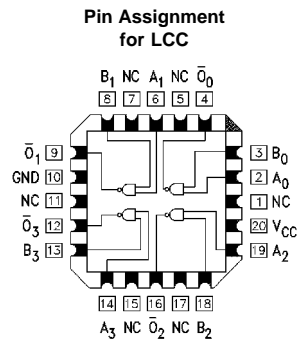 Pin Assignment
for LCC
B₁ NC A₁ NC Ō₀
8 7 6 5 4
Ō₁ 9 3 B₀
GND 10 2 A₀
NC 11 1 NC
Ō₃ 12 20 V_CC
B₃ 13 19 A₂
14 15 16 17 18
A₃ NC Ō₂ NC B₂